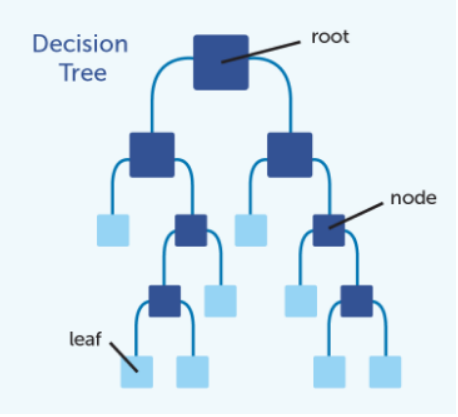 Decision
Tree
root
node
leaf